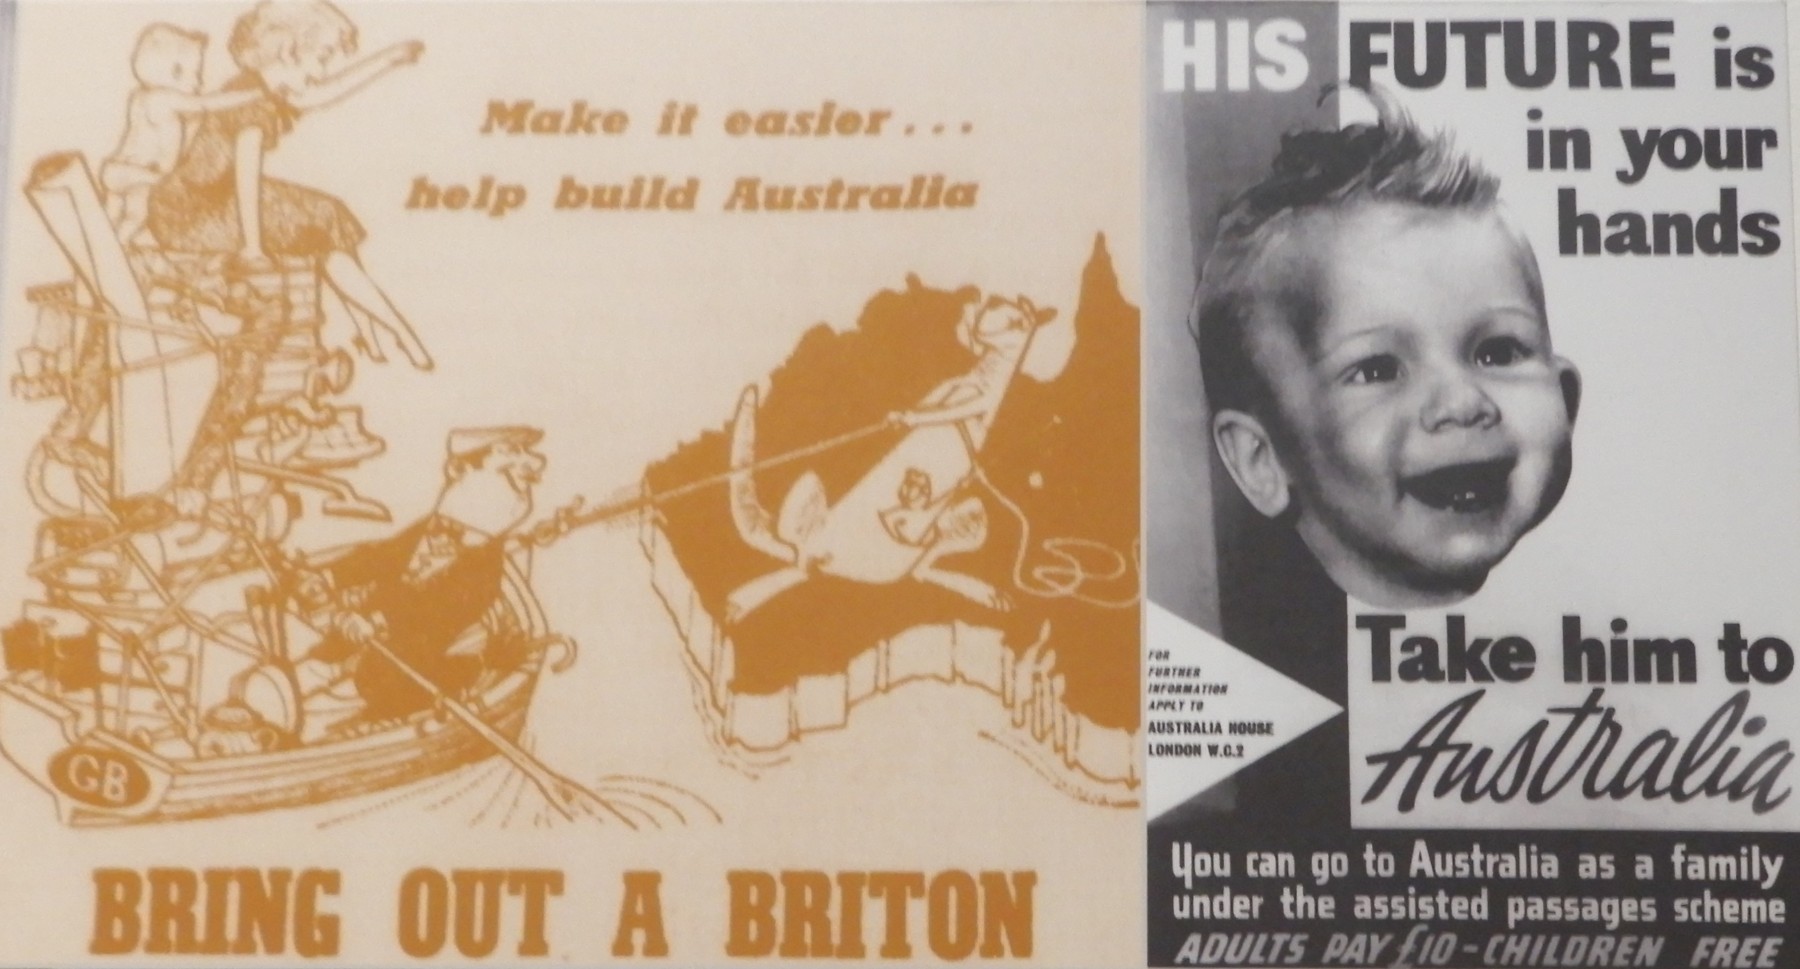 Make it easier...
help build Australia
GB
BRING OUT A BRITON
HIS FUTURE is
in your
hands
Take him to
Australia
FOR
FURTHER
INFORMATION
APPLY TO
AUSTRALIA HOUSE
LONDON W.C.2
You can go to Australia as a family
under the assisted passages scheme
ADULTS PAY £10-CHILDREN FREE